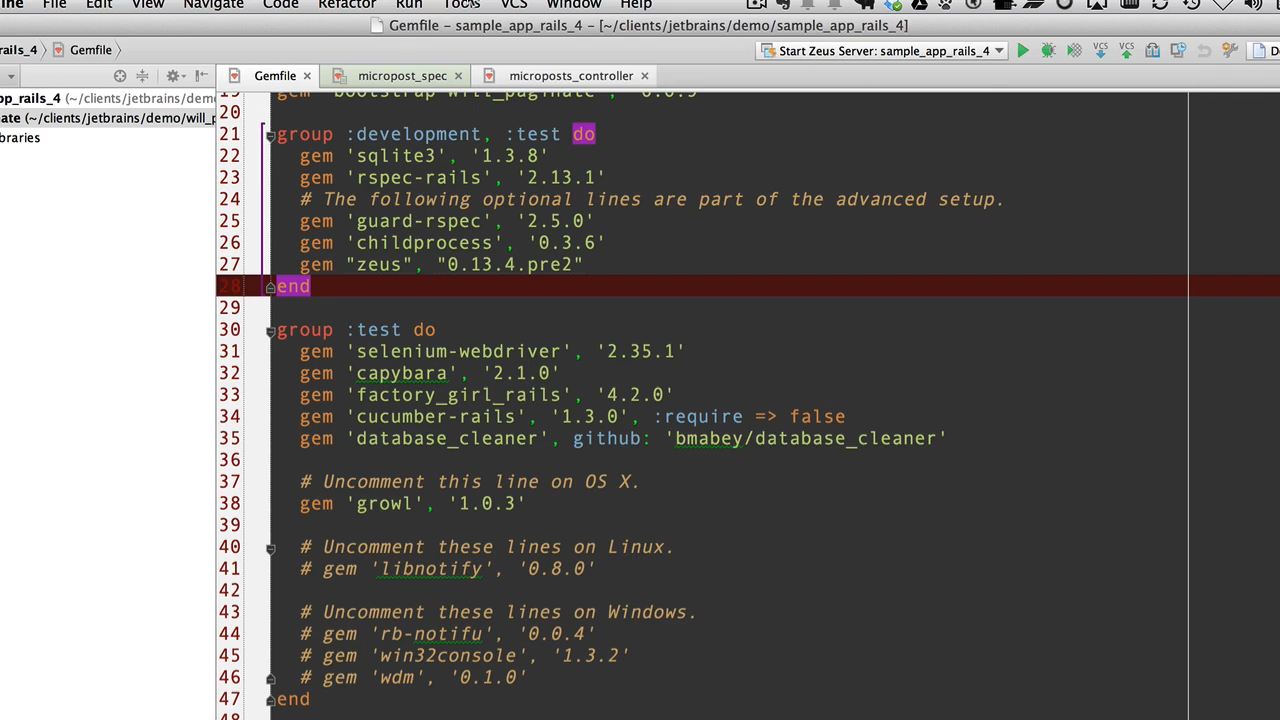 ine File Edit View Navigate Code Refactor Run Tools VCS Window Help
Gemfile – sample_app_rails_4 – [~/clients/jetbrains/demo/sample_app_rails_4]
rails_4 Gemfile Start Zeus Server: sample_app_rails_4 VCS VCS
Gemfile micropost_spec microposts_controller
app_rails_4 (~/clients/jetbrains/demo
nate (~/clients/jetbrains/demo/will_p
ibraries
19 gem 'bootstrap-will_paginate', '0.0.9'
20
21 group :development, :test do
22 gem 'sqlite3', '1.3.8'
23 gem 'rspec-rails', '2.13.1'
24 # The following optional lines are part of the advanced setup.
25 gem 'guard-rspec', '2.5.0'
26 gem 'childprocess', '0.3.6'
27 gem "zeus", "0.13.4.pre2"
28 end
29
30 group :test do
31 gem 'selenium-webdriver', '2.35.1'
32 gem 'capybara', '2.1.0'
33 gem 'factory_girl_rails', '4.2.0'
34 gem 'cucumber-rails', '1.3.0', :require => false
35 gem 'database_cleaner', github: 'bmabey/database_cleaner'
36
37 # Uncomment this line on OS X.
38 gem 'growl', '1.0.3'
39
40 # Uncomment these lines on Linux.
41 # gem 'libnotify', '0.8.0'
42
43 # Uncomment these lines on Windows.
44 # gem 'rb-notifu', '0.0.4'
45 # gem 'win32console', '1.3.2'
46 # gem 'wdm', '0.1.0'
47 end
48